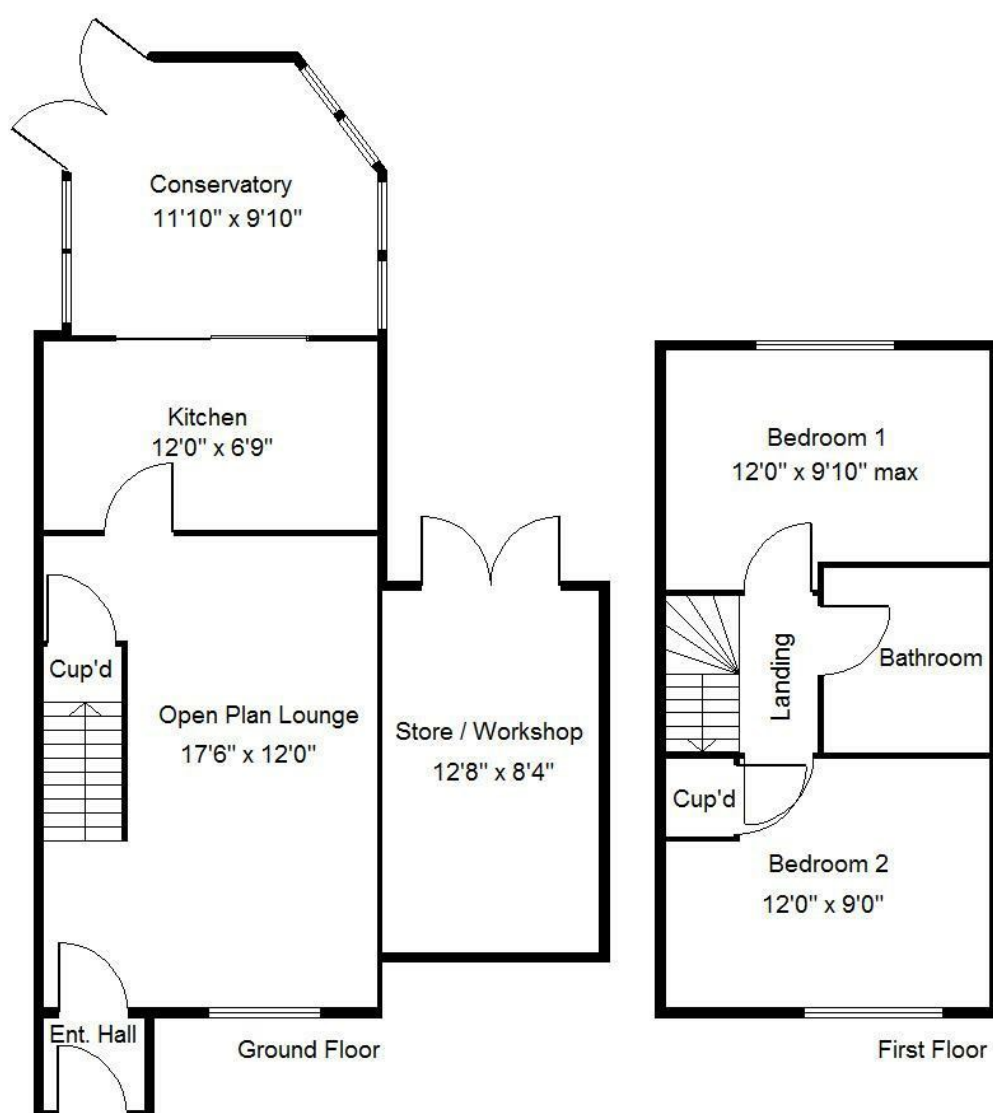 Conservatory
11'10" x 9'10"
Kitchen
12'0" x 6'9"
Cup'd
Open Plan Lounge
17'6" x 12'0"
Store / Workshop
12'8" x 8'4"
Ent. Hall
Ground Floor
Bedroom 1
12'0" x 9'10" max
Landing
Bathroom
Cup'd
Bedroom 2
12'0" x 9'0"
First Floor